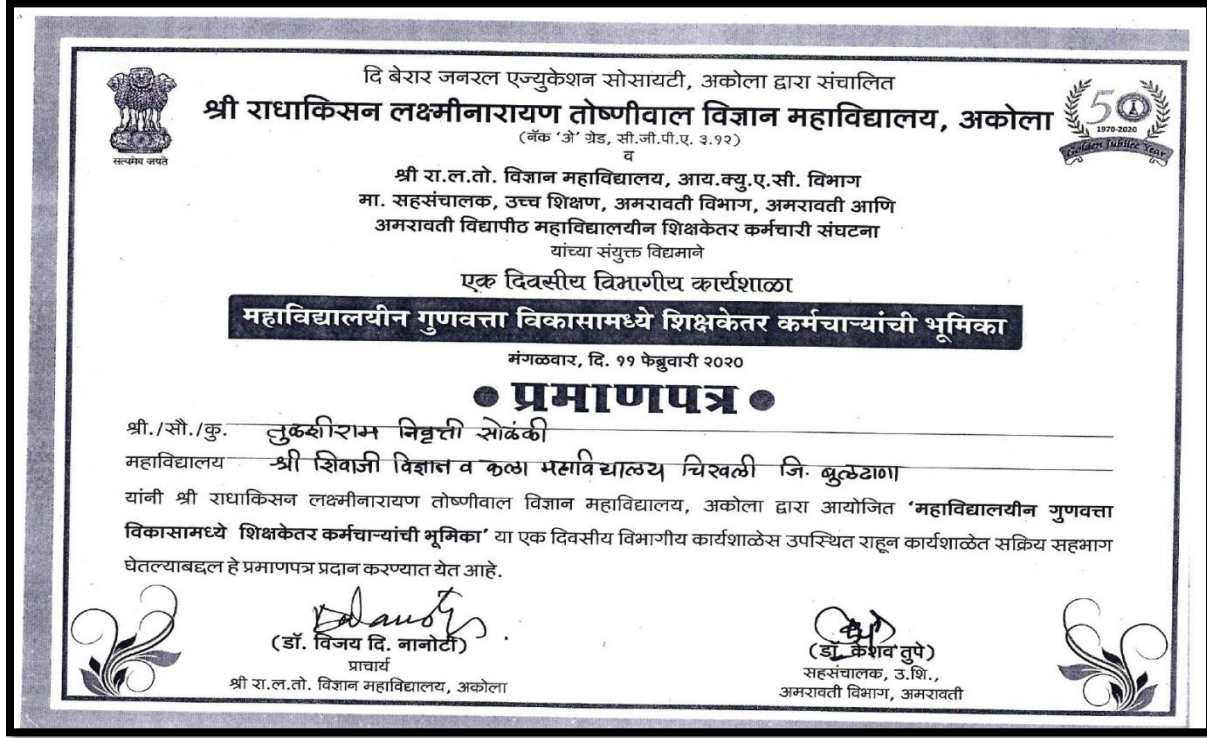 दि बेरार जनरल एज्युकेशन सोसायटी, अकोला द्वारा संचालित
श्री राधाकिसन लक्ष्मीनारायण तोष्णीवाल विज्ञान महाविद्यालय, अकोला
(नॅक 'अे' ग्रेड, सी.जी.पी.ए. ३.१२)
व
सत्यमेव जयते
50
1970-2020
Golden Jubilee Year
श्री रा.ल.तो. विज्ञान महाविद्यालय, आय.क्यु.ए.सी. विभाग
मा. सहसंचालक, उच्च शिक्षण, अमरावती विभाग, अमरावती आणि
अमरावती विद्यापीठ महाविद्यालयीन शिक्षकेतर कर्मचारी संघटना
यांच्या संयुक्त विद्यमाने
एक दिवसीय विभागीय कार्यशाळा
महाविद्यालयीन गुणवत्ता विकासामध्ये शिक्षकेतर कर्मचाऱ्यांची भूमिका
मंगळवार, दि. ११ फेब्रुवारी २०२०
• प्रमाणपत्र •
श्री./सौ./कु. तुळशीराम निवृत्ती सोळंकी
महाविद्यालय श्री शिवाजी विज्ञान व कळा महाविद्यालय चिखली जि. बुलढाणा
यांनी श्री राधाकिसन लक्ष्मीनारायण तोष्णीवाल विज्ञान महाविद्यालय, अकोला द्वारा आयोजित 'महाविद्यालयीन गुणवत्ता
विकासामध्ये शिक्षकेतर कर्मचाऱ्यांची भूमिका' या एक दिवसीय विभागीय कार्यशाळेस उपस्थित राहून कार्यशाळेत सक्रिय सहभाग
घेतल्याबद्दल हे प्रमाणपत्र प्रदान करण्यात येत आहे.
(डॉ. विजय दि. नानोटी)
प्राचार्य
श्री रा.ल.तो. विज्ञान महाविद्यालय, अकोला
(डॉ. केशव तुपे)
सहसंचालक, उ.शि.,
अमरावती विभाग, अमरावती